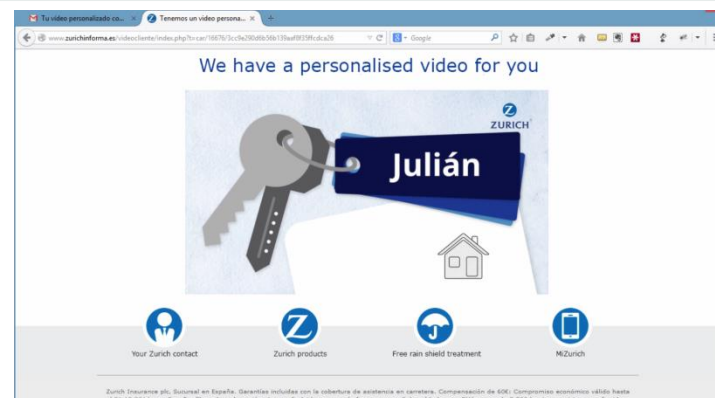 Tu video personalizado co...
Tenemos un video persona...
www.zurichinforma.es/videocliente/index.php?t=car/16676/
Google
We have a personalised video for you
ZURICH
Julián
Your Zurich contact
Zurich products
Free rain shield treatment
MiZurich
Zurich Insurance plc, Sucursal en España. Garantías incluidas con la cobertura de asistencia en carretera. Compensación de 60€: Compromiso económico válido hasta